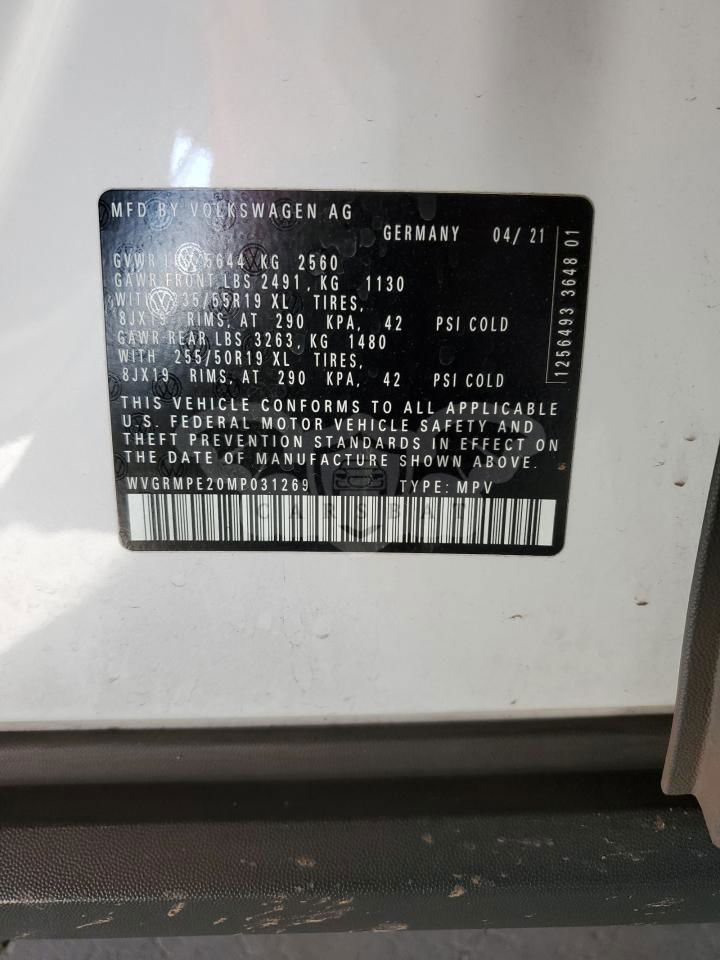 MFD BY VOLKSWAGEN AG
GERMANY 04/ 21
GVWR 5644 KG 2560
GAWR FRONT LBS 2491, KG 1130
WITH 35/55R19 XL TIRES,
8JX19 RIMS, AT 290 KPA, 42 PSI COLD
GAWR REAR LBS 3263, KG 1480
WITH 255/50R19 XL TIRES,
8JX19 RIMS, AT 290 KPA, 42 PSI COLD
THIS VEHICLE CONFORMS TO ALL APPLICABLE
U.S. FEDERAL MOTOR VEHICLE SAFETY AND
THEFT PREVENTION STANDARDS IN EFFECT ON
THE DATE OF MANUFACTURE SHOWN ABOVE.
WVGRMPE20MP031269 TYPE: MPV
1256493 3648 01
CARSBAT